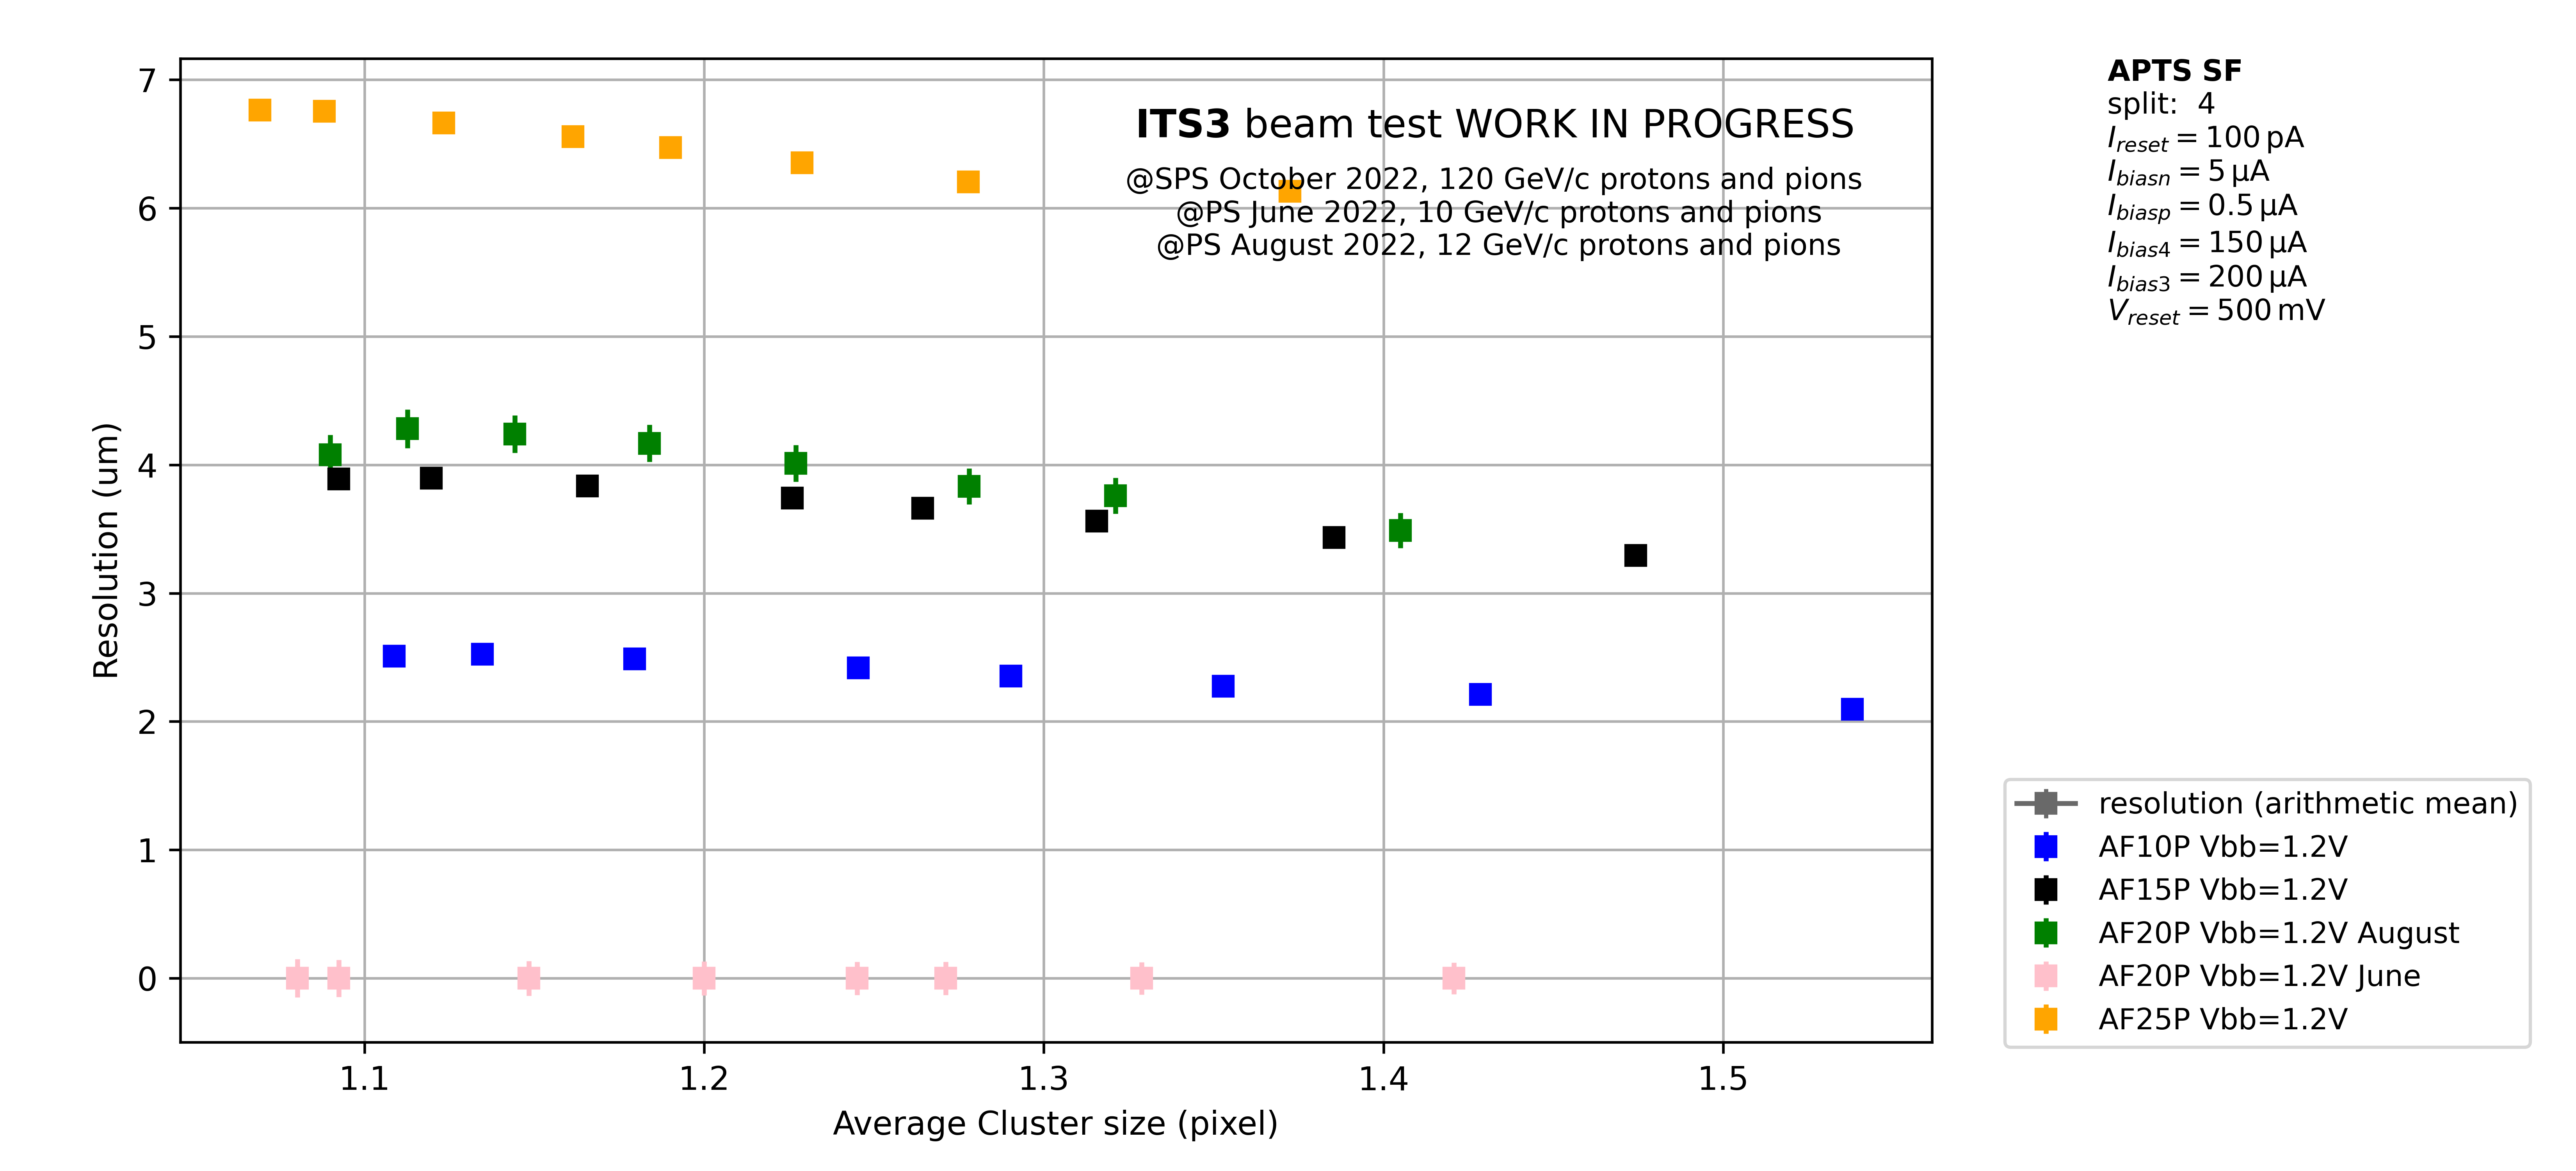 ITS3 beam test WORK IN PROGRESS
@SPS October 2022, 120 GeV/c protons and pions
@PS June 2022, 10 GeV/c protons and pions
@PS August 2022, 12 GeV/c protons and pions
7
6
5
4
3
2
1
0
Resolution (um)
1.1 1.2 1.3 1.4 1.5
Average Cluster size (pixel)
APTS SF
split: 4
I_reset = 100 pA
I_biasn = 5 µA
I_biasp = 0.5 µA
I_bias4 = 150 µA
I_bias3 = 200 µA
V_reset = 500 mV
resolution (arithmetic mean)
AF10P Vbb=1.2V
AF15P Vbb=1.2V
AF20P Vbb=1.2V August
AF20P Vbb=1.2V June
AF25P Vbb=1.2V